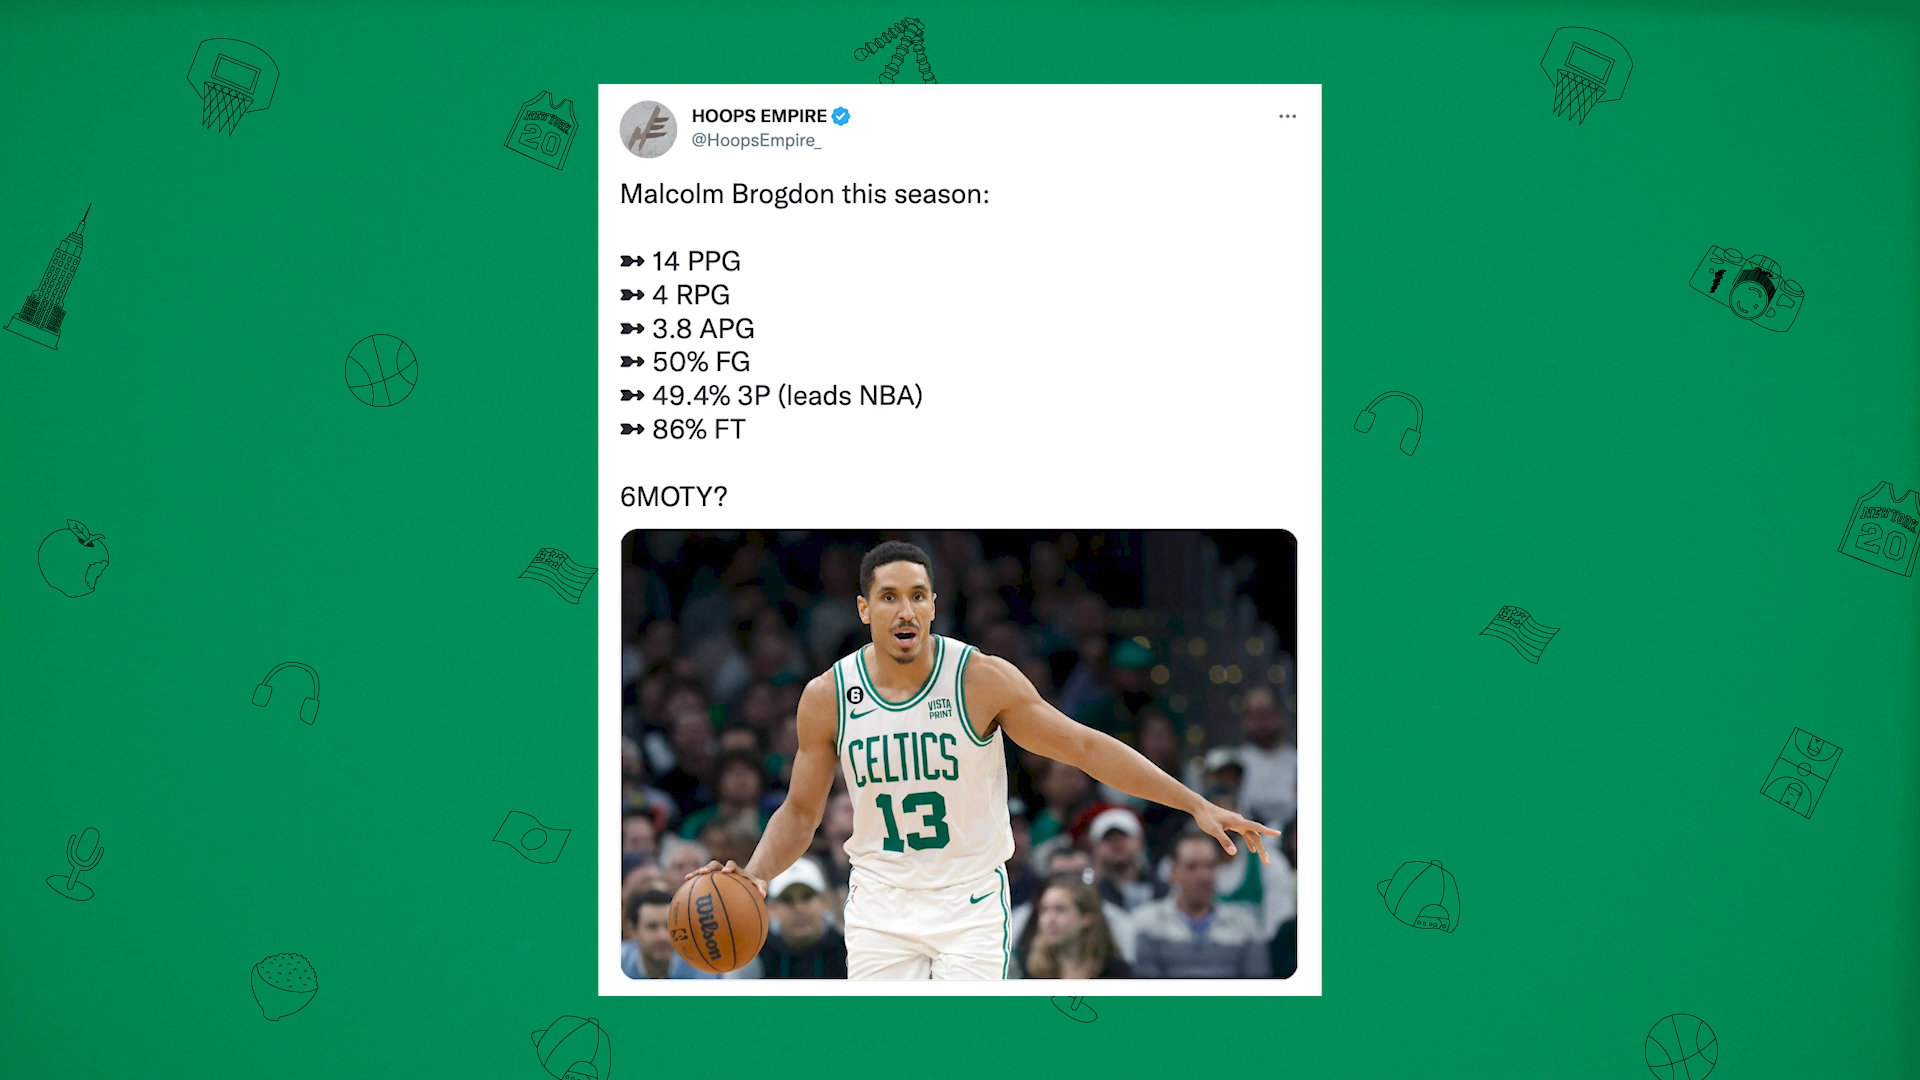 NEW YORK
20
HOOPS EMPIRE
@HoopsEmpire_
Malcolm Brogdon this season:
➳ 14 PPG
➳ 4 RPG
➳ 3.8 APG
➳ 50% FG
➳ 49.4% 3P (leads NBA)
➳ 86% FT
6MOTY?
6
VISTA
PRINT
CELTICS
13
Wilson
NEW YORK
20